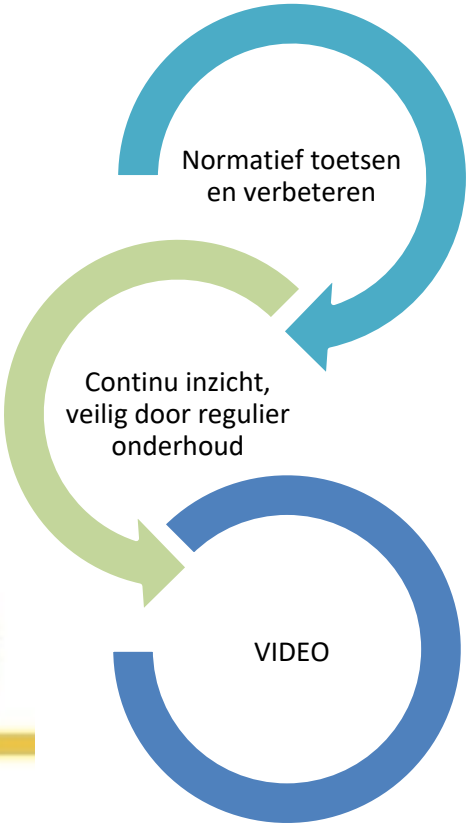 Normatief toetsen
en verbeteren
Continu inzicht,
veilig door regulier
onderhoud
VIDEO